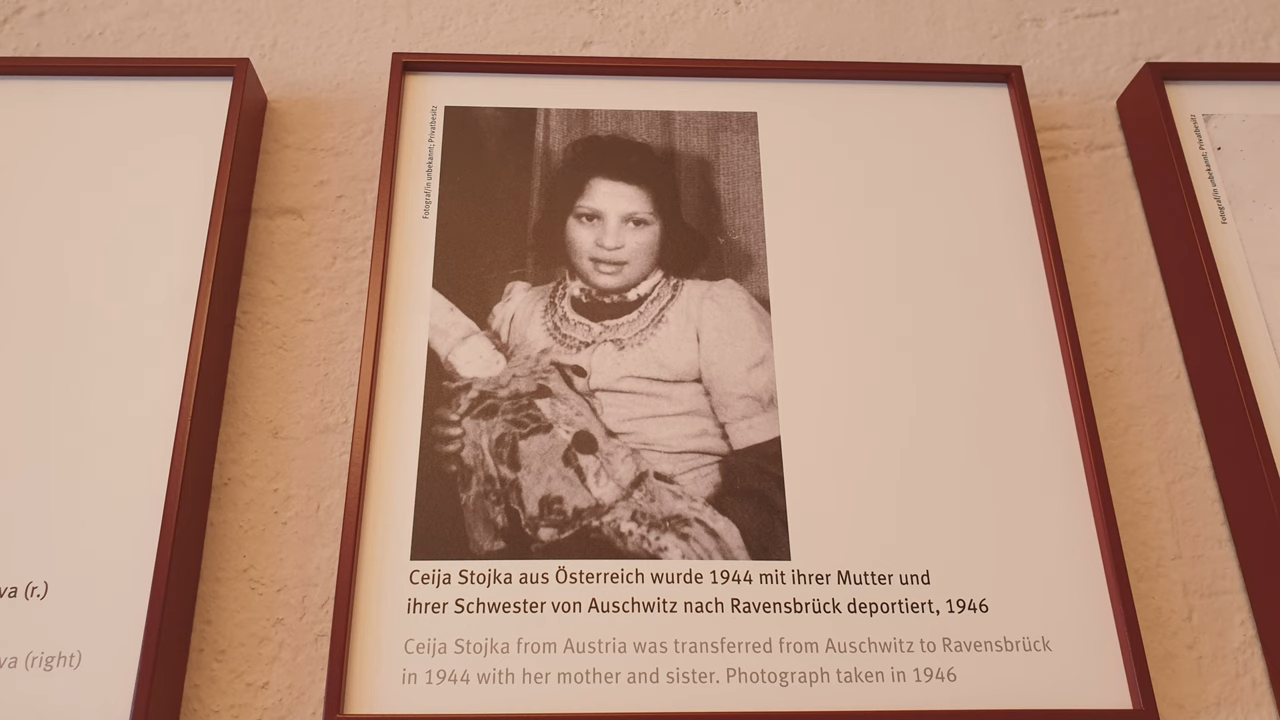 va (r.)
va (right)
Fotograf/in unbekannt; Privatbesitz
Ceija Stojka aus Österreich wurde 1944 mit ihrer Mutter und
ihrer Schwester von Auschwitz nach Ravensbrück deportiert, 1946
Ceija Stojka from Austria was transferred from Auschwitz to Ravensbrück
in 1944 with her mother and sister. Photograph taken in 1946
Fotograf/in unbekannt; Privatbesitz